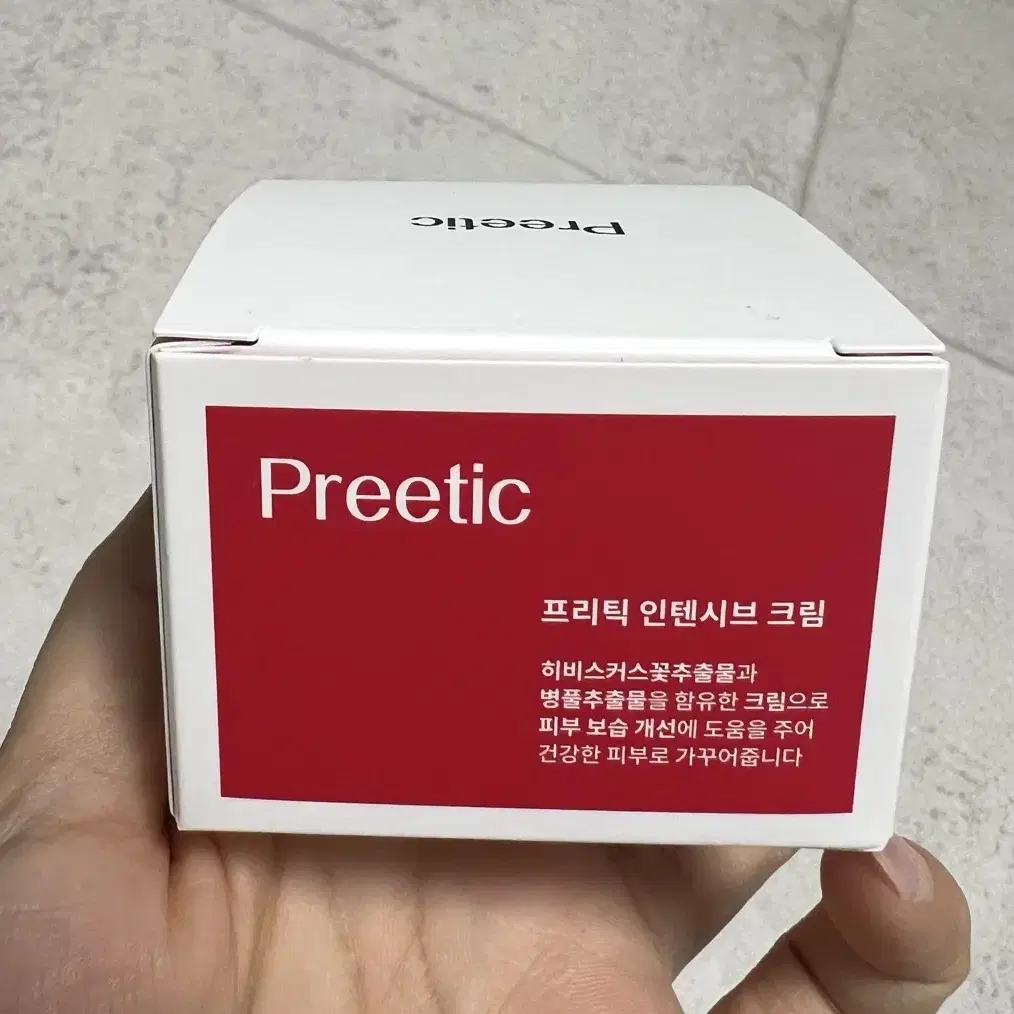 Preetic
Preetic
프리틱 인텐시브 크림
히비스커스꽃추출물과
병풀추출물을 함유한 크림으로
피부 보습 개선에 도움을 주어
건강한 피부로 가꾸어줍니다